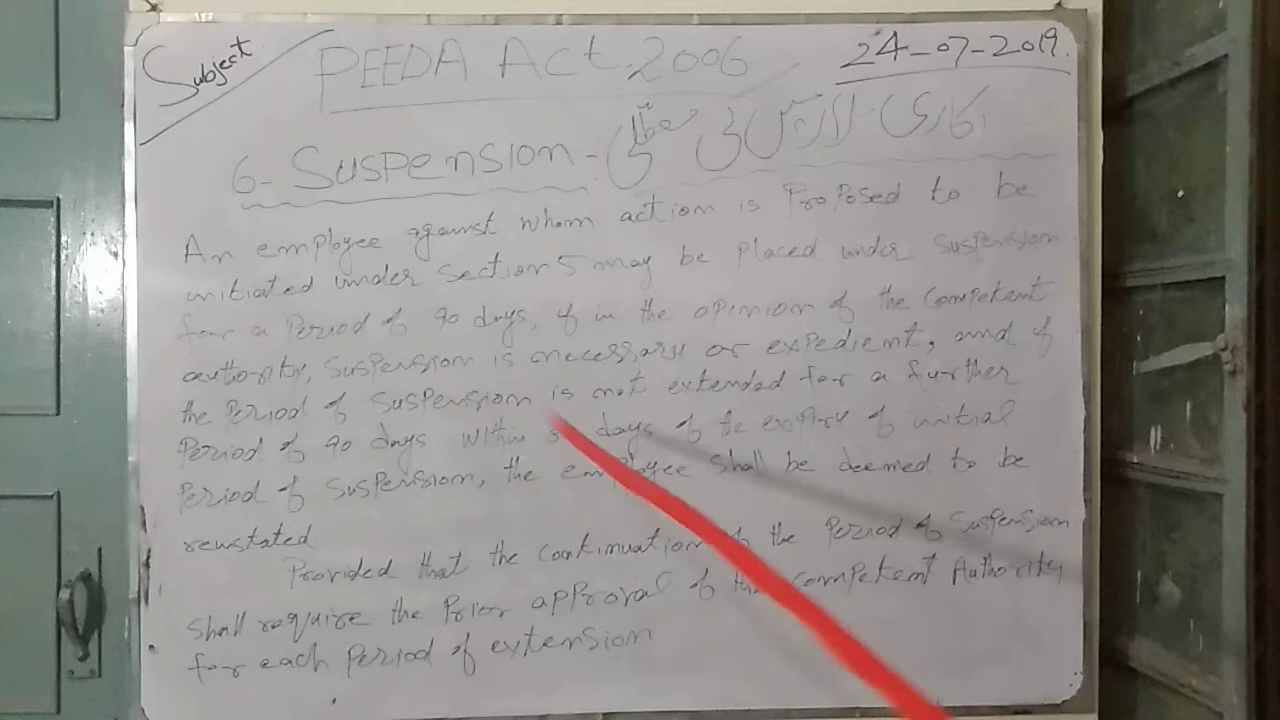 Subject
PEEDA Act. 2006
24-07-2019.
6- Suspension - معطلی کی
An employee against whom action is Proposed to be
initiated under section 5 may be placed under suspension
for a Period of 90 days, if in the opinion of the Competent
authority, Suspension is necessary or expedient, and if
the Period of Suspension is not extended for a further
Period of 90 days within days of the expiry of initial
Period of Suspension, the employee shall be deemed to be
reinstated
Provided that the Continuation of the Period of Suspension
shall require the Prior approval of the Competent Authority
for each Period of extension